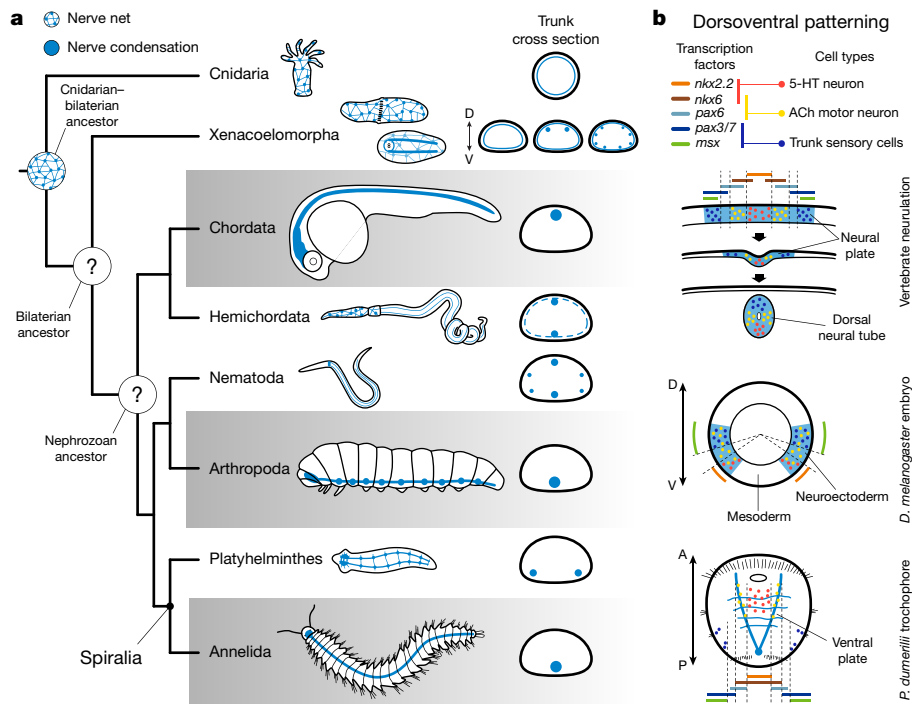 a
Nerve net
Nerve condensation
Trunk
cross section
Cnidaria
Cnidarian–
bilaterian
ancestor
Xenacoelomorpha
D
V
Chordata
?
Bilaterian
ancestor
Hemichordata
Nematoda
?
Nephrozoan
ancestor
Arthropoda
Platyhelminthes
Spiralia
Annelida
b
Dorsoventral patterning
Transcription
factors
Cell types
nkx2.2
nkx6
pax6
pax3/7
msx
5-HT neuron
ACh motor neuron
Trunk sensory cells
Neural
plate
Dorsal
neural tube
Vertebrate neurulation
D
V
Neuroectoderm
Mesoderm
D. melanogaster embryo
A
P
Ventral
plate
P. dumerilii trochophore